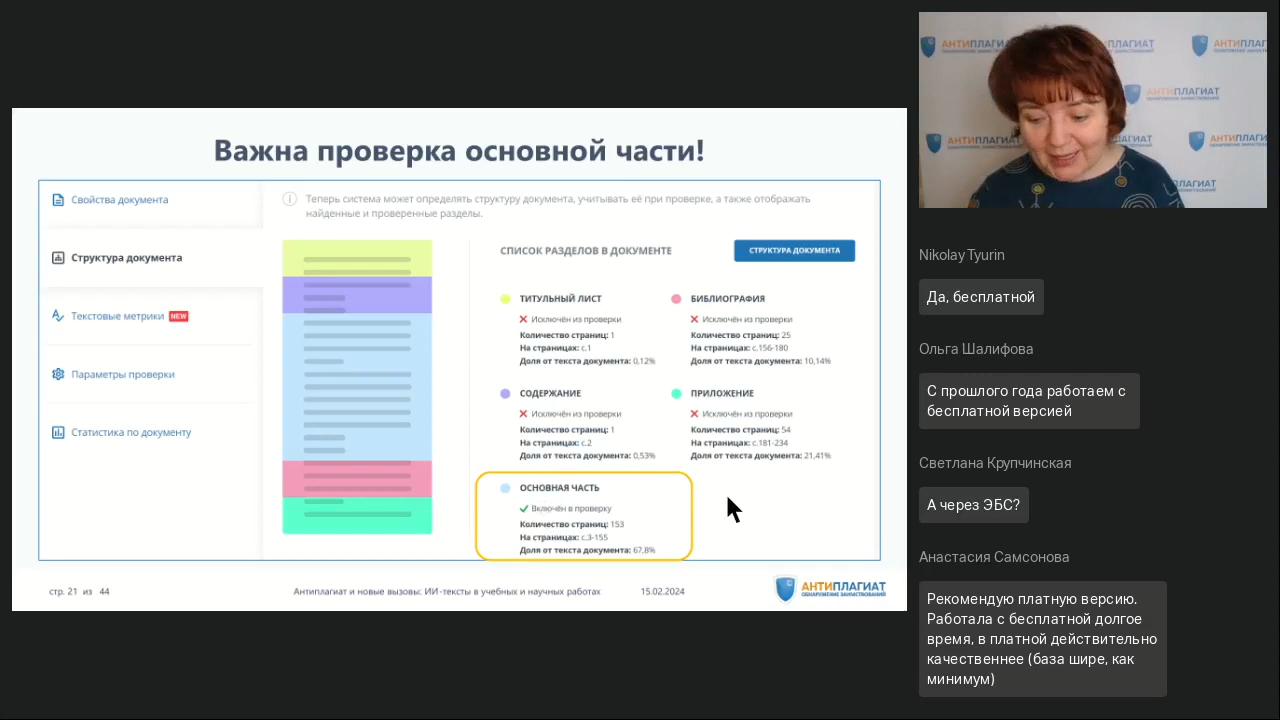 Важна проверка основной части!
Свойства документа
Структура документа
Текстовые метрики NEW
Параметры проверки
Статистика по документу
Теперь система может определять структуру документа, учитывать её при проверке, а также отображать
найденные и проверенные разделы.
СПИСОК РАЗДЕЛОВ В ДОКУМЕНТЕ
СТРУКТУРА ДОКУМЕНТА
ТИТУЛЬНЫЙ ЛИСТ
Исключён из проверки
Количество страниц: 1
На страницах: с.1
Доля от текста документа: 0,12%
БИБЛИОГРАФИЯ
Исключён из проверки
Количество страниц: 25
На страницах: с.156-180
Доля от текста документа: 10,14%
СОДЕРЖАНИЕ
Исключён из проверки
Количество страниц: 1
На страницах: с.2
Доля от текста документа: 0,53%
ПРИЛОЖЕНИЕ
Исключён из проверки
Количество страниц: 54
На страницах: с.181-234
Доля от текста документа: 21,41%
ОСНОВНАЯ ЧАСТЬ
Включён в проверку
Количество страниц: 153
На страницах: с.3-155
Доля от текста документа: 67,8%
стр. 21 из 44
Антиплагиат и новые вызовы: ИИ-тексты в учебных и научных работах
15.02.2024
АНТИПЛАГИАТ
ОБНАРУЖЕНИЕ ЗАИМСТВОВАНИЙ
АНТИПЛАГИАТ
Nikolay Tyurin
Да, бесплатной
Ольга Шалифова
С прошлого года работаем с
бесплатной версией
Светлана Крупчинская
А через ЭБС?
Анастасия Самсонова
Рекомендую платную версию.
Работала с бесплатной долгое
время, в платной действительно
качественнее (база шире, как
минимум)